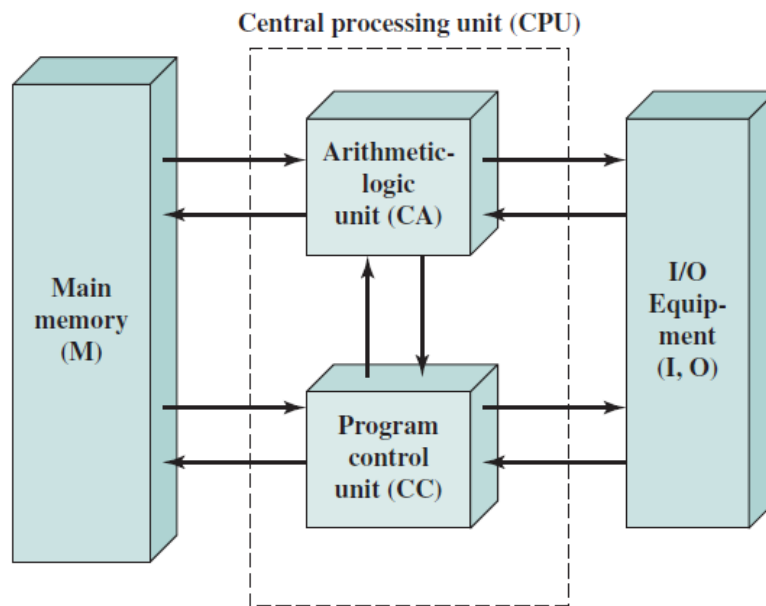 Central processing unit (CPU)
Main
memory
(M)
Arithmetic-
logic
unit (CA)
Program
control
unit (CC)
I/O
Equip-
ment
(I, O)